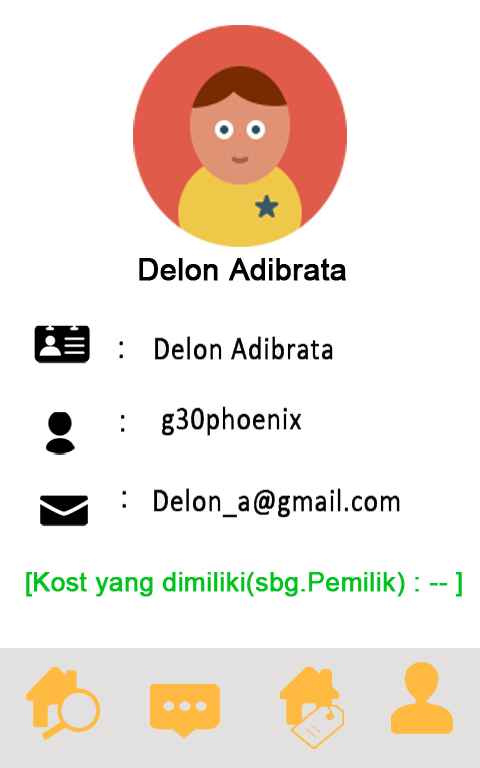 Delon Adibrata
: Delon Adibrata
: g30phoenix
: Delon_a@gmail.com
[Kost yang dimiliki(sbg.Pemilik) : -- ]